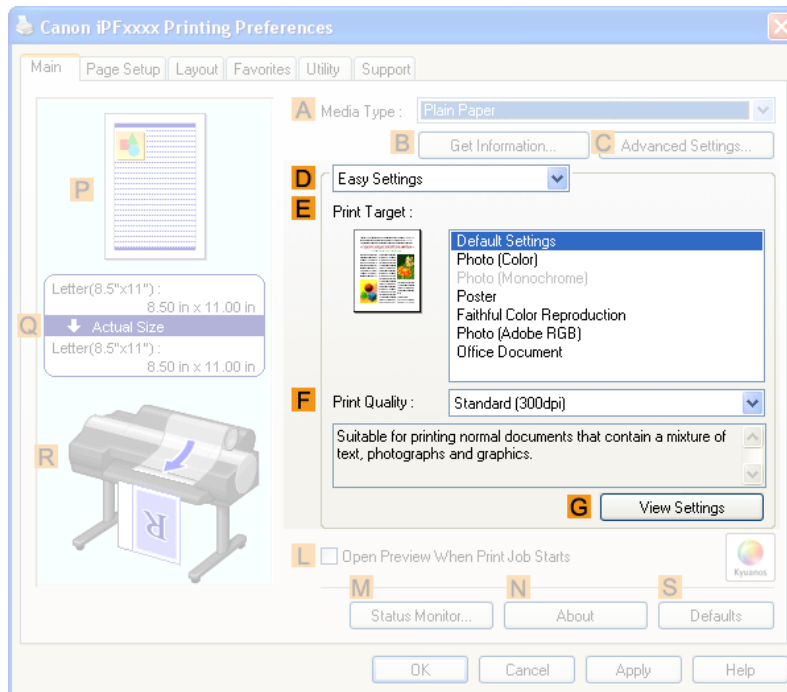 Canon iPFxxxx Printing Preferences
Main Page Setup Layout Favorites Utility Support
A Media Type : Plain Paper
B Get Information... C Advanced Settings...
P
D Easy Settings
E Print Target :
Default Settings
Photo (Color)
Photo (Monochrome)
Poster
Faithful Color Reproduction
Photo (Adobe RGB)
Office Document
Letter(8.5"x11") :
8.50 in x 11.00 in
Q Actual Size
Letter(8.5"x11") :
8.50 in x 11.00 in
F Print Quality : Standard (300dpi)
Suitable for printing normal documents that contain a mixture of
text, photographs and graphics.
G View Settings
R
R
L Open Preview When Print Job Starts
Kyuanos
M Status Monitor... N About S Defaults
OK Cancel Apply Help